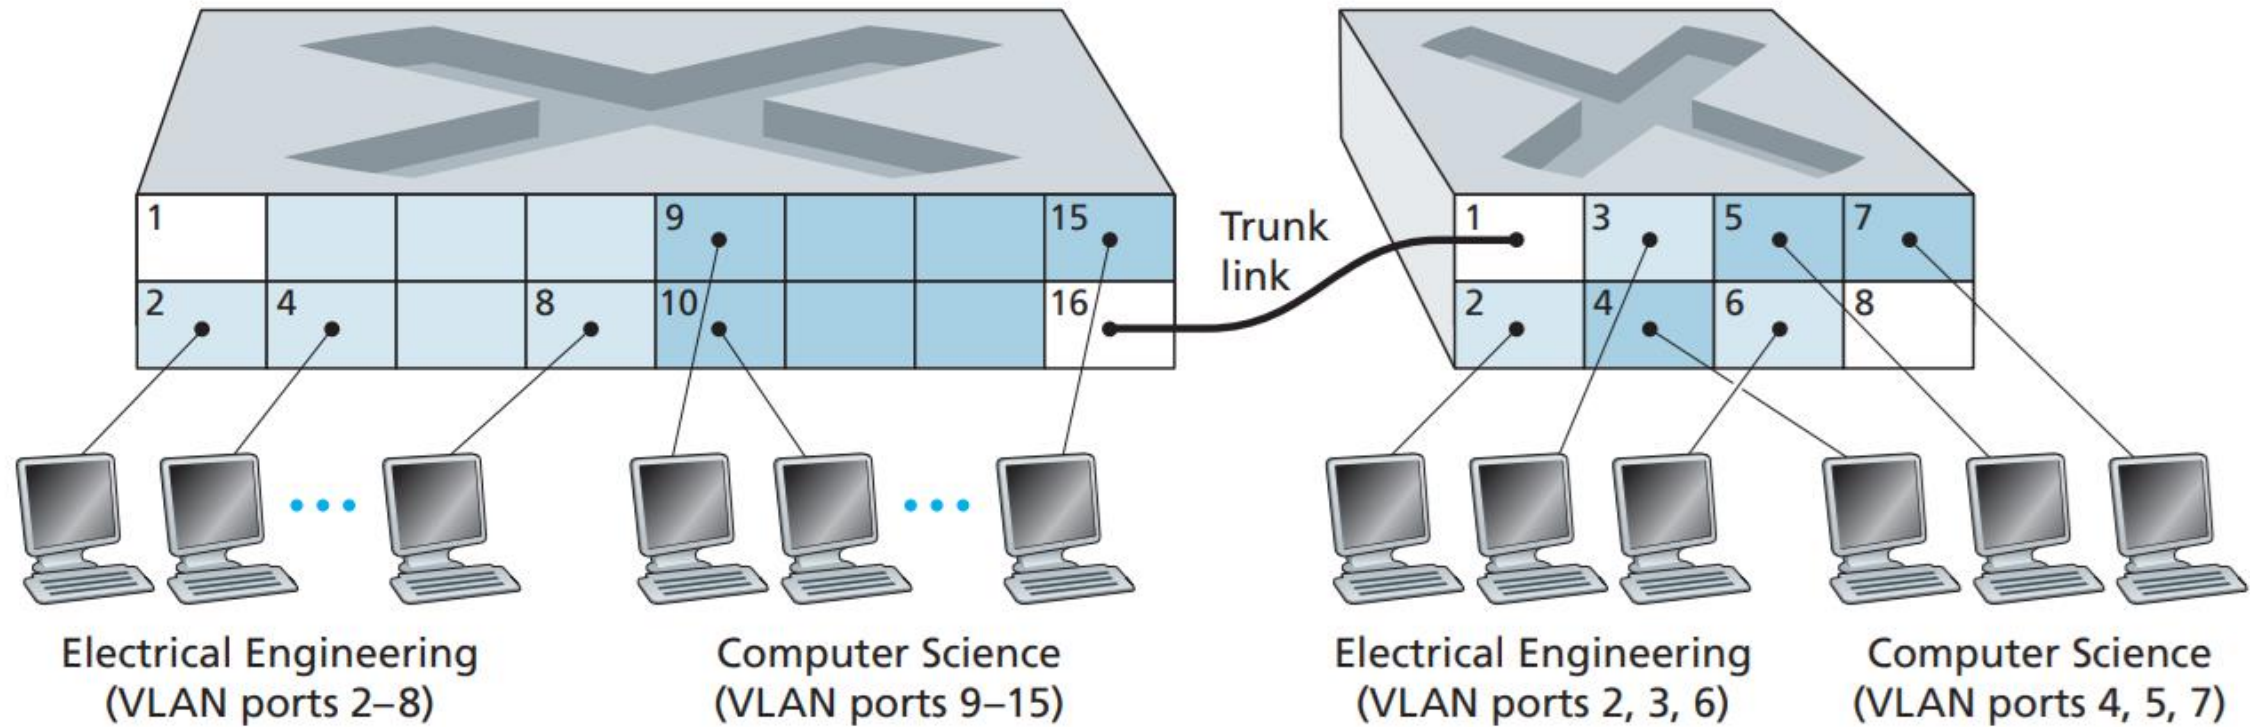 1
9
15
2
4
8
10
16
Trunk
link
1
3
5
7
2
4
6
8
Electrical Engineering
(VLAN ports 2–8)
Computer Science
(VLAN ports 9–15)
Electrical Engineering
(VLAN ports 2, 3, 6)
Computer Science
(VLAN ports 4, 5, 7)